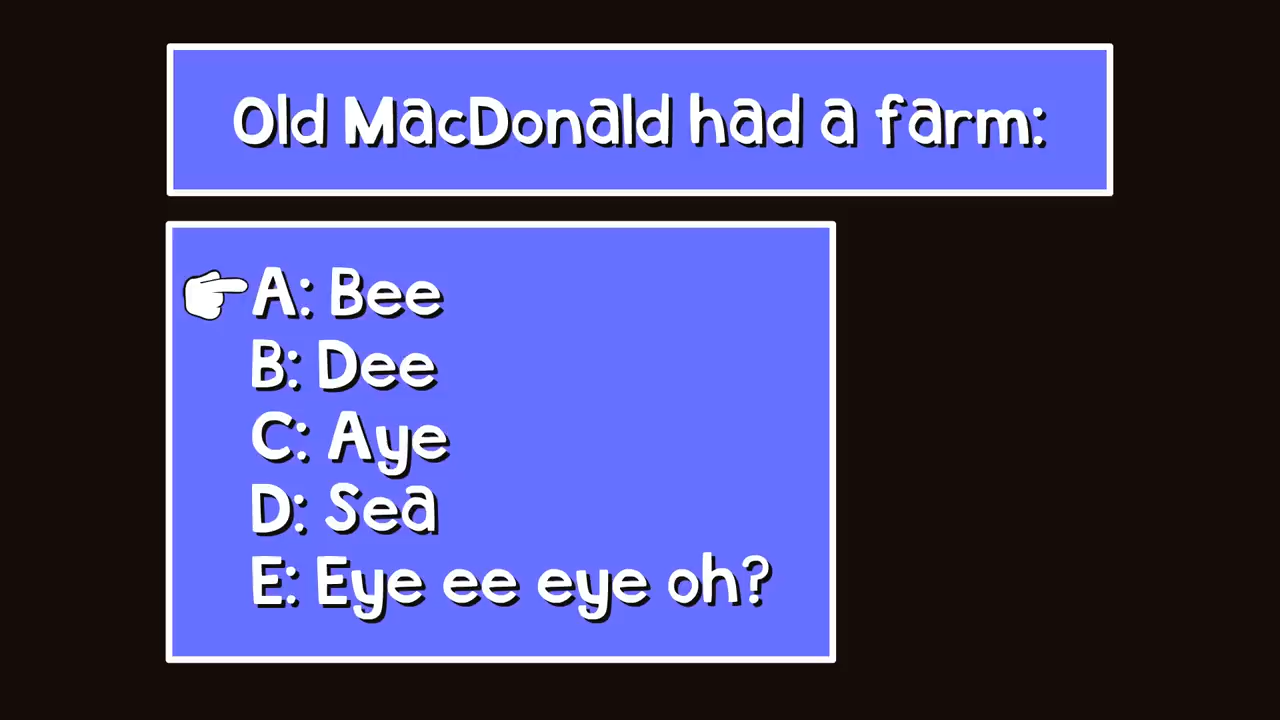 Old MacDonald had a farm:
A: Bee
B: Dee
C: Aye
D: Sea
E: Eye ee eye oh?